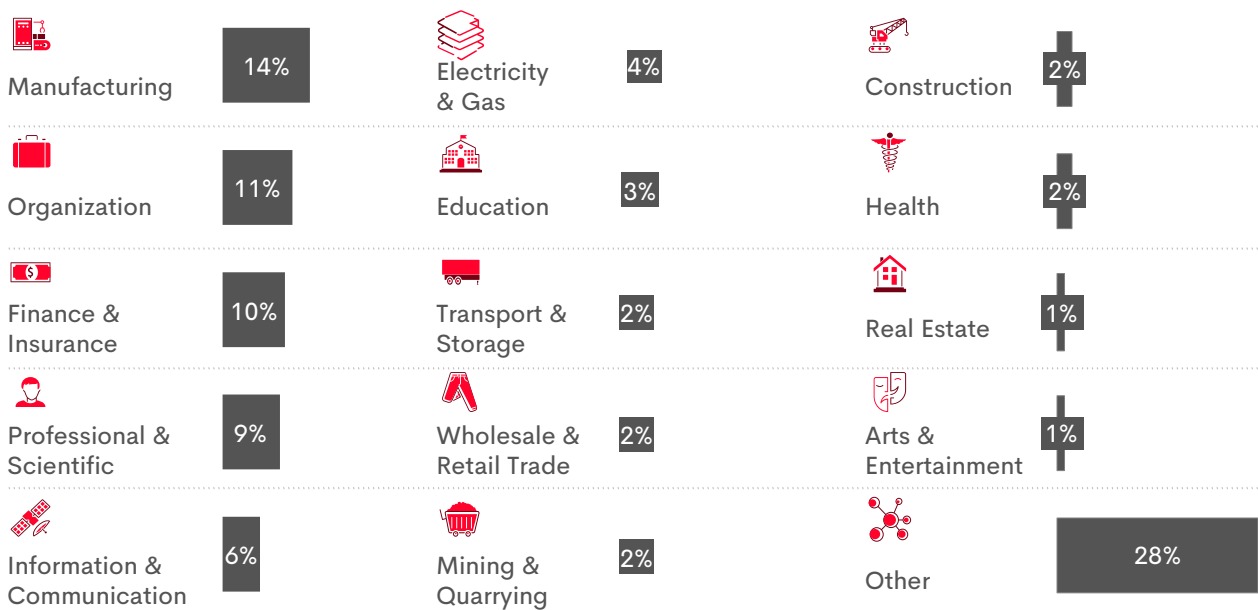 Manufacturing
14%
Electricity
& Gas
4%
Construction
2%
Organization
11%
Education
3%
Health
2%
Finance &
Insurance
10%
Transport &
Storage
2%
Real Estate
1%
Professional &
Scientific
9%
Wholesale &
Retail Trade
2%
Arts &
Entertainment
1%
Information &
Communication
6%
Mining &
Quarrying
2%
Other
28%